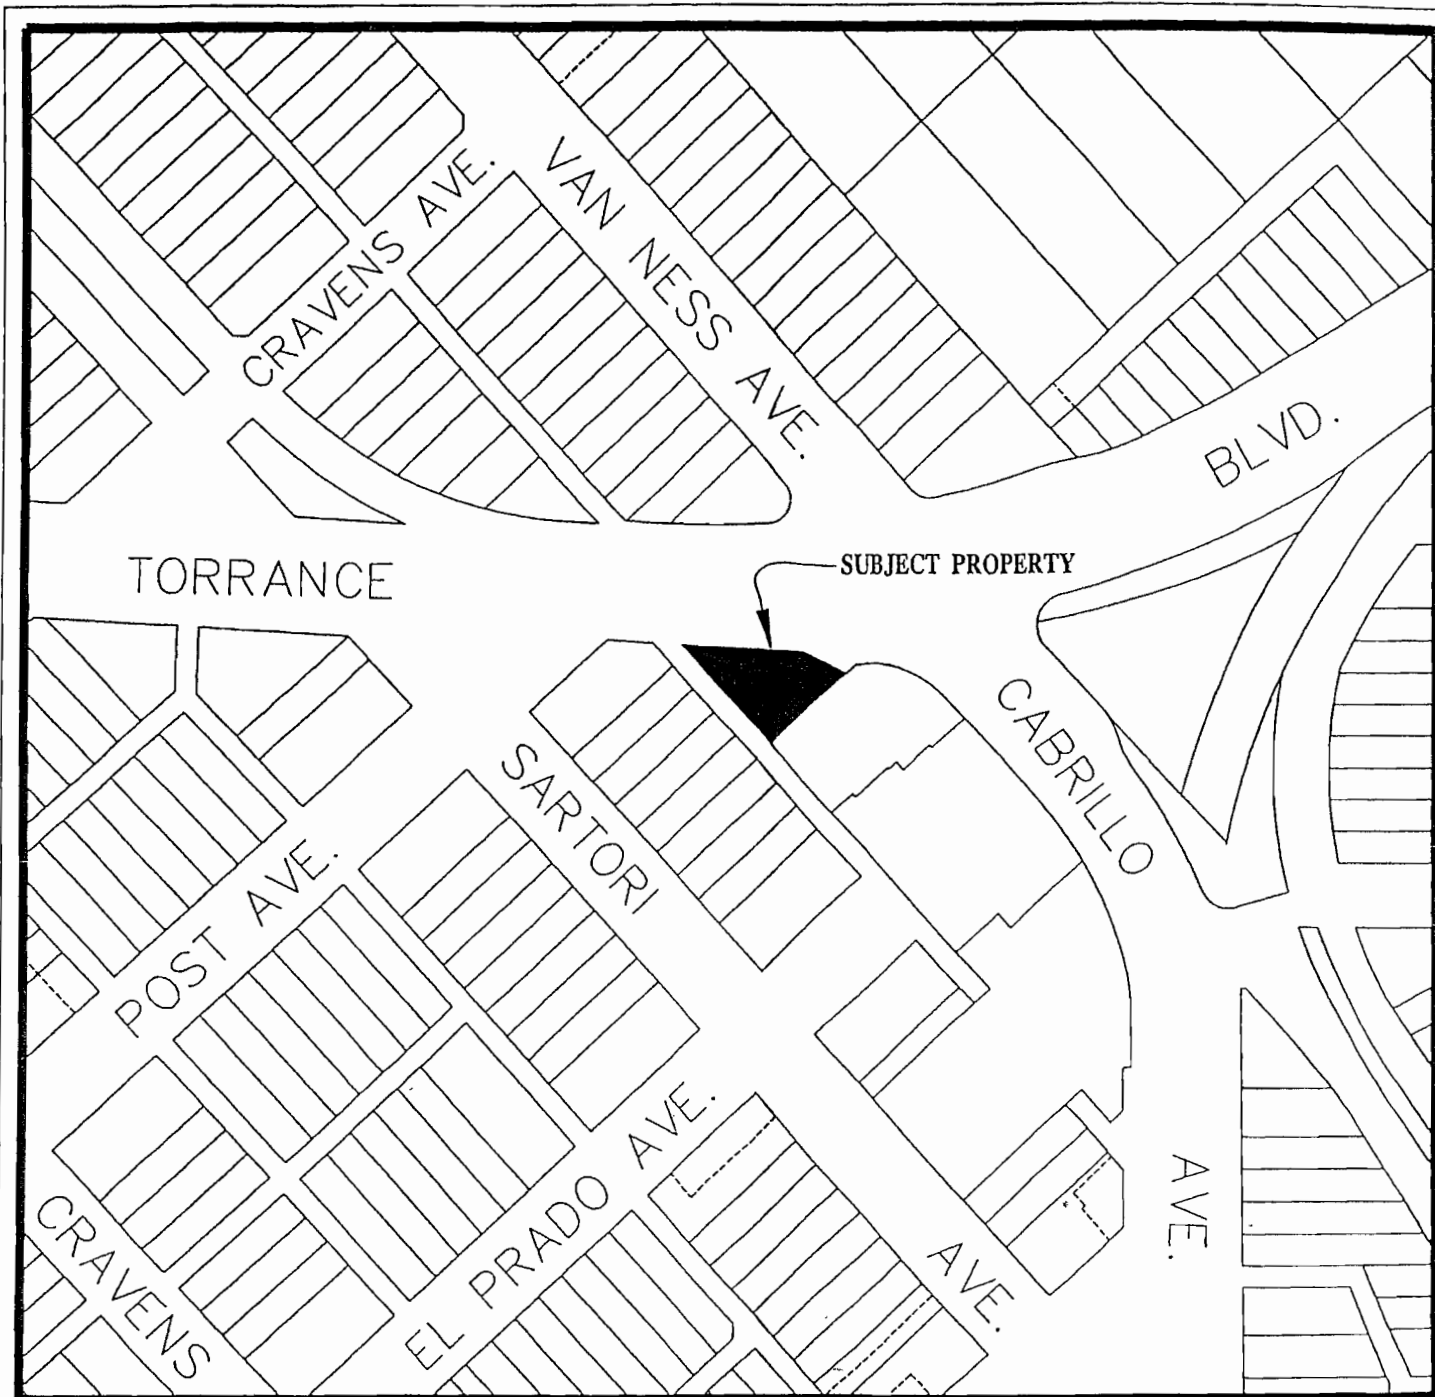 CRAVENS AVE.
VAN NESS AVE.
BLVD.
TORRANCE
SUBJECT PROPERTY
CABRILLO
SARTORI
POST AVE.
EL PRADO AVE.
AVE.
CRAVENS
AVE.